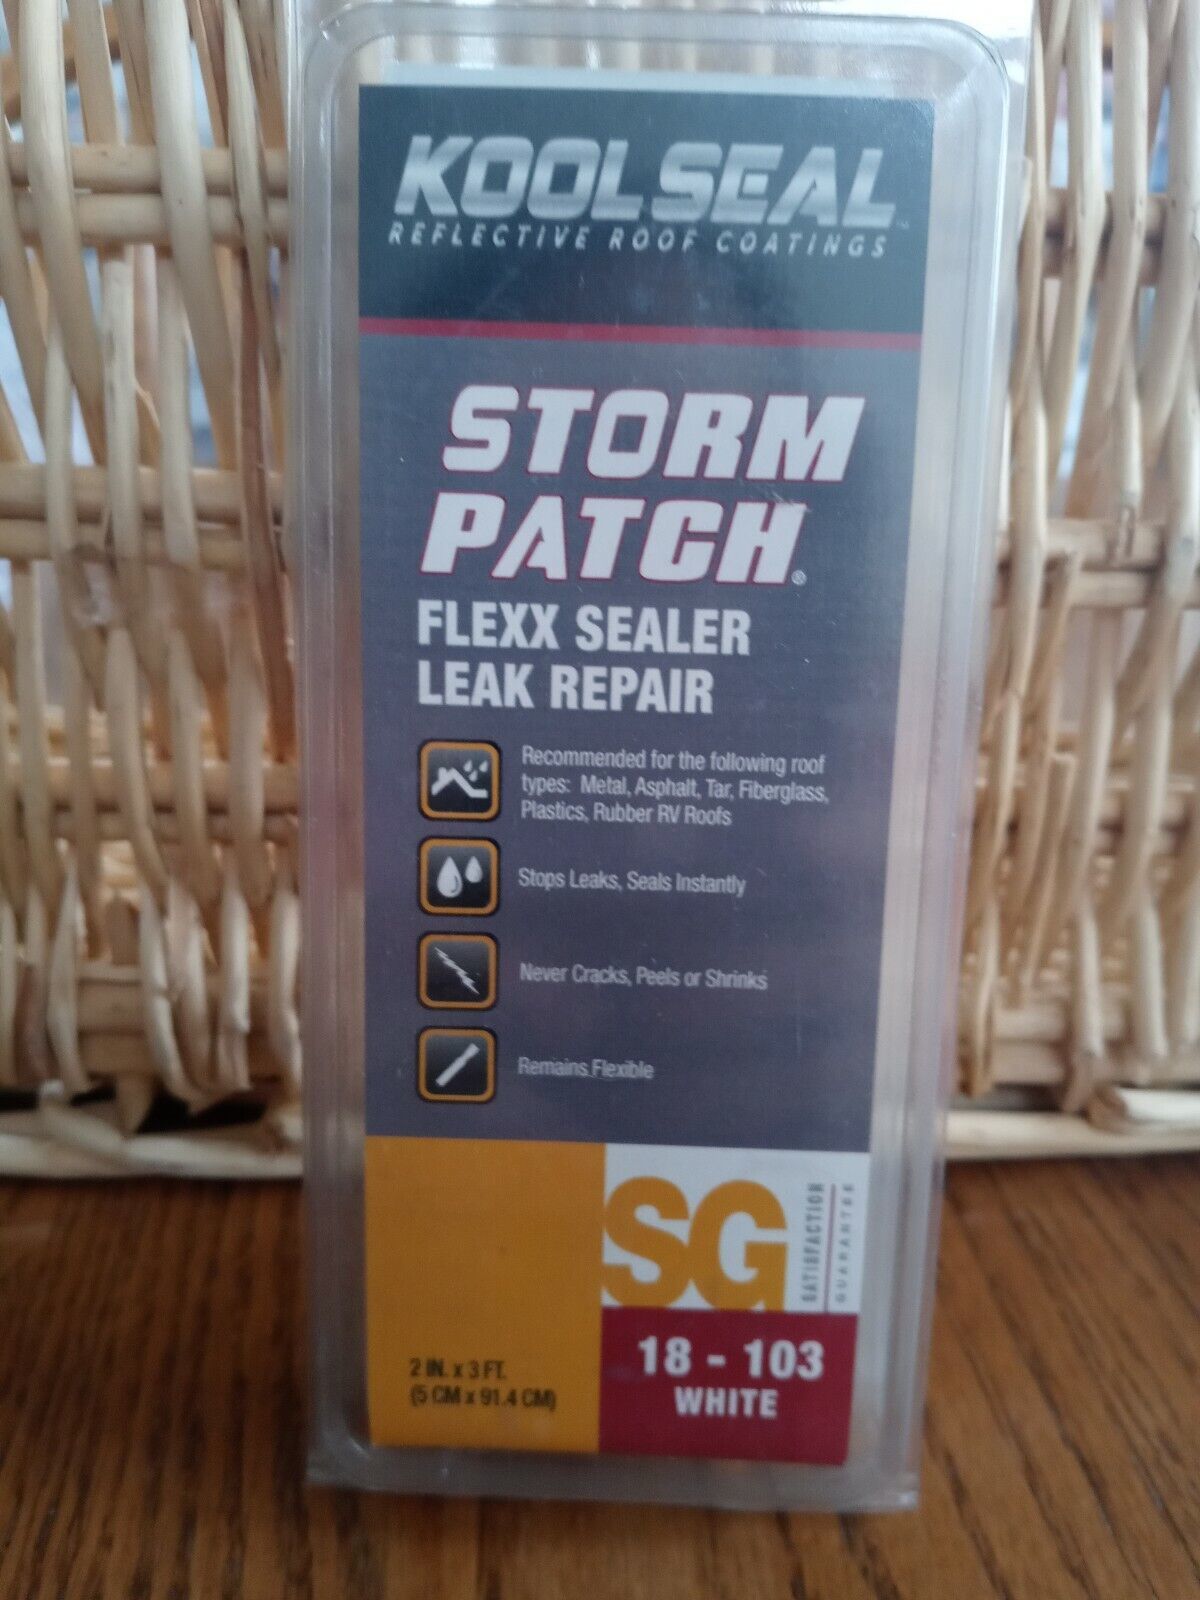 KOOLSEAL™
REFLECTIVE ROOF COATINGS
STORM
PATCH®
FLEXX SEALER
LEAK REPAIR
Recommended for the following roof
types: Metal, Asphalt, Tar, Fiberglass,
Plastics, Rubber RV Roofs
Stops Leaks, Seals Instantly
Never Cracks, Peels or Shrinks
Remains Flexible
SG
SATISFACTION
GUARANTEE
2 IN. x 3 FT.
(5 CM x 91.4 CM)
18 - 103
WHITE